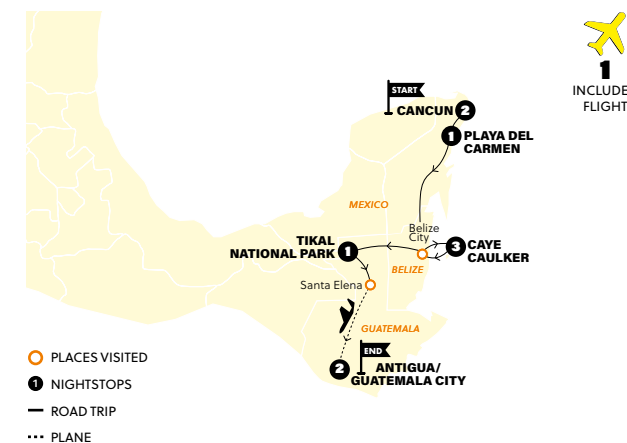 START
CANCUN 2
1 PLAYA DEL
CARMEN
1
INCLUDE
FLIGHT
MEXICO
Belize
City
3 CAYE
CAULKER
TIKAL
NATIONAL PARK 1
BELIZE
Santa Elena
GUATEMALA
END
2 ANTIGUA/
GUATEMALA CITY
PLACES VISITED
1 NIGHTSTOPS
ROAD TRIP
PLANE